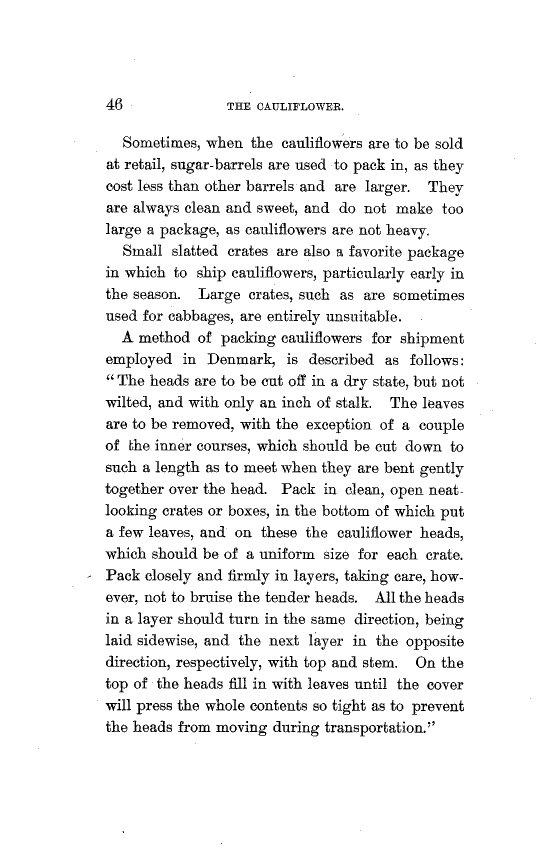 46 THE CAULIFLOWER.
Sometimes, when the cauliflowers are to be sold
at retail, sugar-barrels are used to pack in, as they
cost less than other barrels and are larger. They
are always clean and sweet, and do not make too
large a package, as cauliflowers are not heavy.
Small slatted crates are also a favorite package
in which to ship cauliflowers, particularly early in
the season. Large crates, such as are sometimes
used for cabbages, are entirely unsuitable.
A method of packing cauliflowers for shipment
employed in Denmark, is described as follows:
“The heads are to be cut off in a dry state, but not
wilted, and with only an inch of stalk. The leaves
are to be removed, with the exception of a couple
of the inner courses, which should be cut down to
such a length as to meet when they are bent gently
together over the head. Pack in clean, open neat-
looking crates or boxes, in the bottom of which put
a few leaves, and on these the cauliflower heads,
which should be of a uniform size for each crate.
Pack closely and firmly in layers, taking care, how-
ever, not to bruise the tender heads. All the heads
in a layer should turn in the same direction, being
laid sidewise, and the next layer in the opposite
direction, respectively, with top and stem. On the
top of the heads fill in with leaves until the cover
will press the whole contents so tight as to prevent
the heads from moving during transportation.”